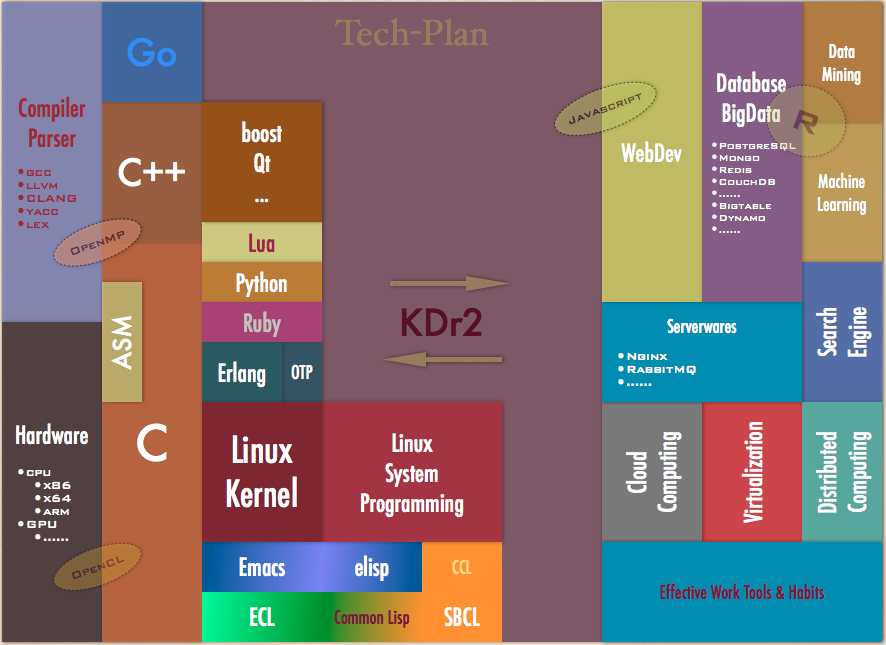 Tech-Plan
Compiler
Parser
• GCC
• LLVM
• CLANG
• YACC
• LEX
OpenMP
Go
C++
boost
Qt
...
Lua
Python
Ruby
Erlang
OTP
ASM
C
Hardware
• CPU
• x86
• x64
• ARM
• GPU
• ......
OpenCL
Linux
Kernel
Linux
System
Programming
Emacs
elisp
CCL
ECL
Common Lisp
SBCL
KDr2
JavaScript
WebDev
Database
BigData
• PostgreSQL
• Mongo
• Redis
• CouchDB
• ......
• Bigtable
• Dynamo
• ......
R
Data
Mining
Machine
Learning
Serverwares
• Nginx
• RabbitMQ
• ......
Search
Engine
Cloud
Computing
Virtualization
Distributed
Computing
Effective Work Tools & Habits